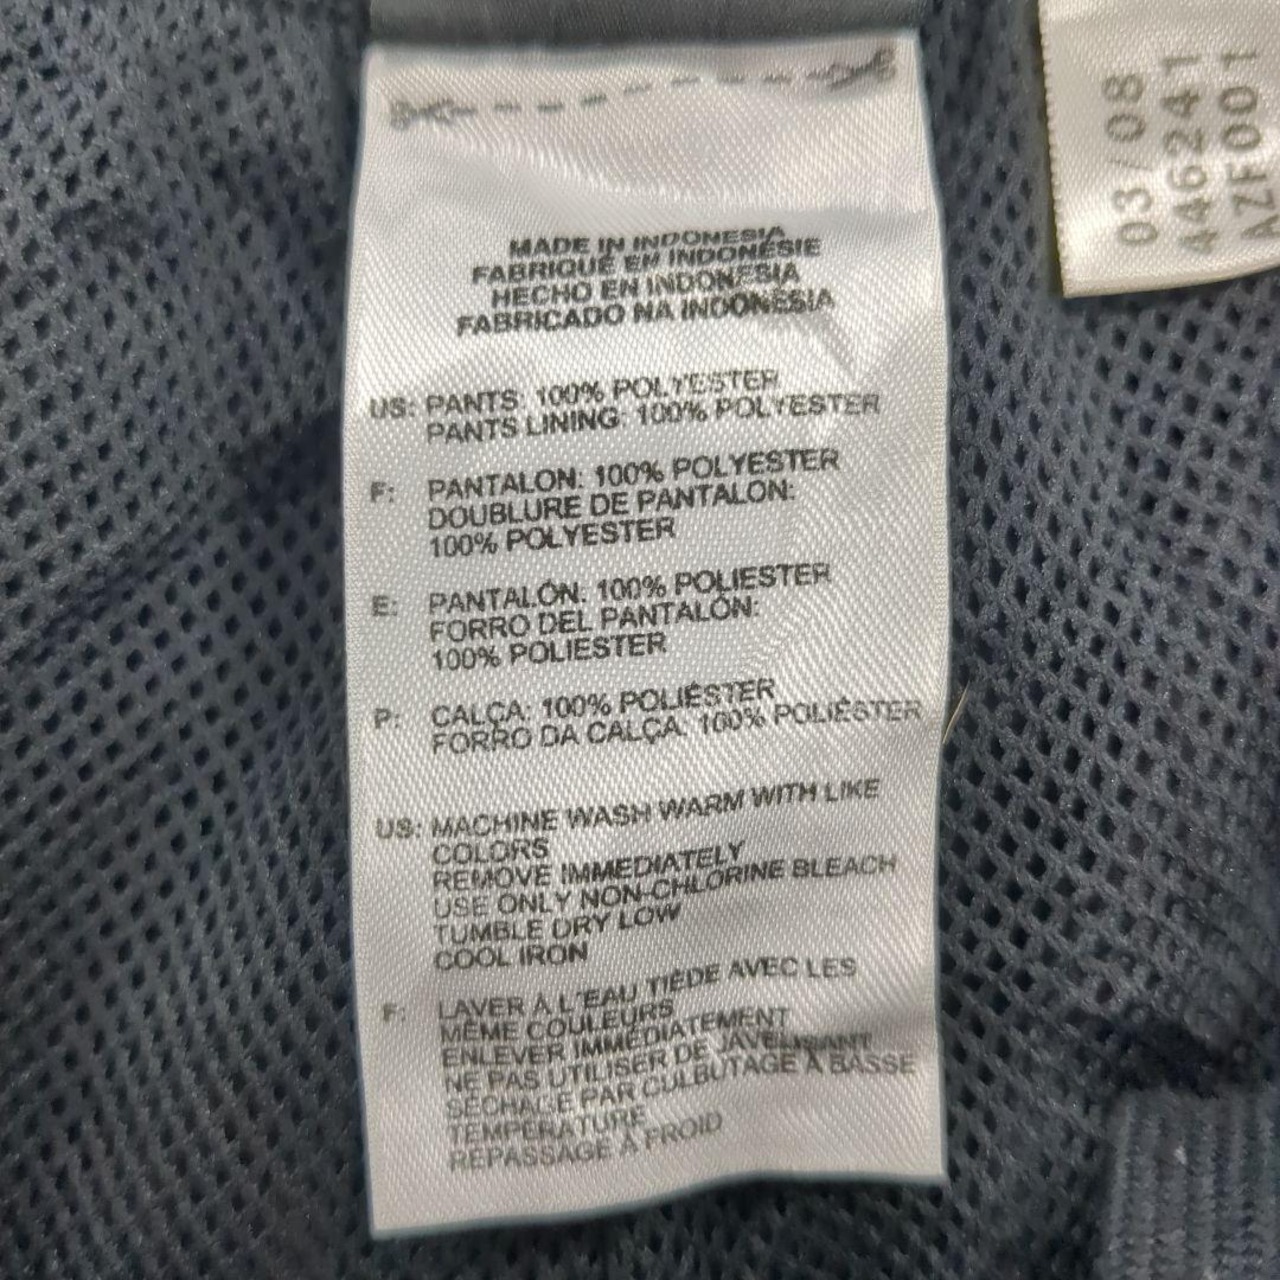 MADE IN INDONESIA
FABRIQUÉ EN INDONÉSIE
HECHO EN INDONESIA
FABRICADO NA INDONÉSIA
US: PANTS: 100% POLYESTER
PANTS LINING: 100% POLYESTER
F: PANTALON: 100% POLYESTER
DOUBLURE DE PANTALON:
100% POLYESTER
E: PANTALÓN: 100% POLIESTER
FORRO DEL PANTALÓN:
100% POLIESTER
P: CALÇA: 100% POLIÉSTER
FORRO DA CALÇA: 100% POLIÉSTER
US: MACHINE WASH WARM WITH LIKE
COLORS
REMOVE IMMEDIATELY
USE ONLY NON-CHLORINE BLEACH
TUMBLE DRY LOW
COOL IRON
F: LAVER À L'EAU TIÈDE AVEC LES
MÊME COULEURS
ENLEVER IMMÉDIATEMENT
NE PAS UTILISER DE JAVELLISANT
SÉCHAGE PAR CULBUTAGE À BASSE
TEMPÉRATURE
REPASSAGE À FROID
03/08
446241
AZF001